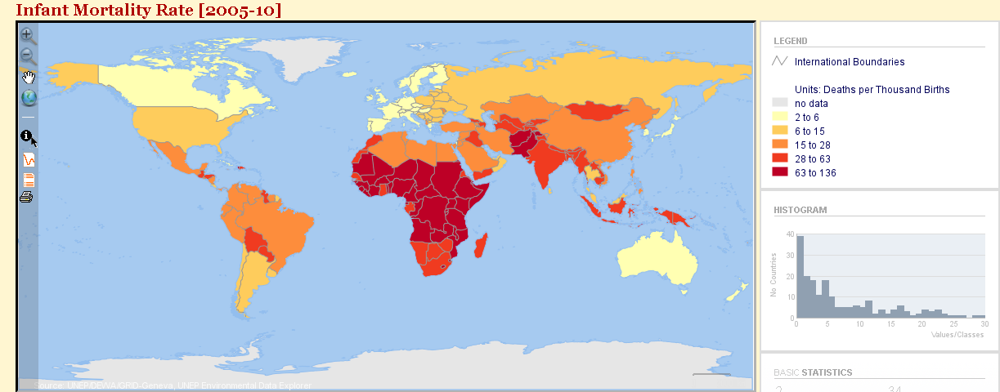 Infant Mortality Rate [2005-10]
LEGEND
International Boundaries
Units: Deaths per Thousand Births
no data
2 to 6
6 to 15
15 to 28
28 to 63
63 to 136
HISTOGRAM
No Countries
40
30
20
10
0
0 5 10 15 20 25 30
Values/Classes
Source: UNEP/DEWA/GRID-Geneva, UNEP Environmental Data Explorer
BASIC STATISTICS